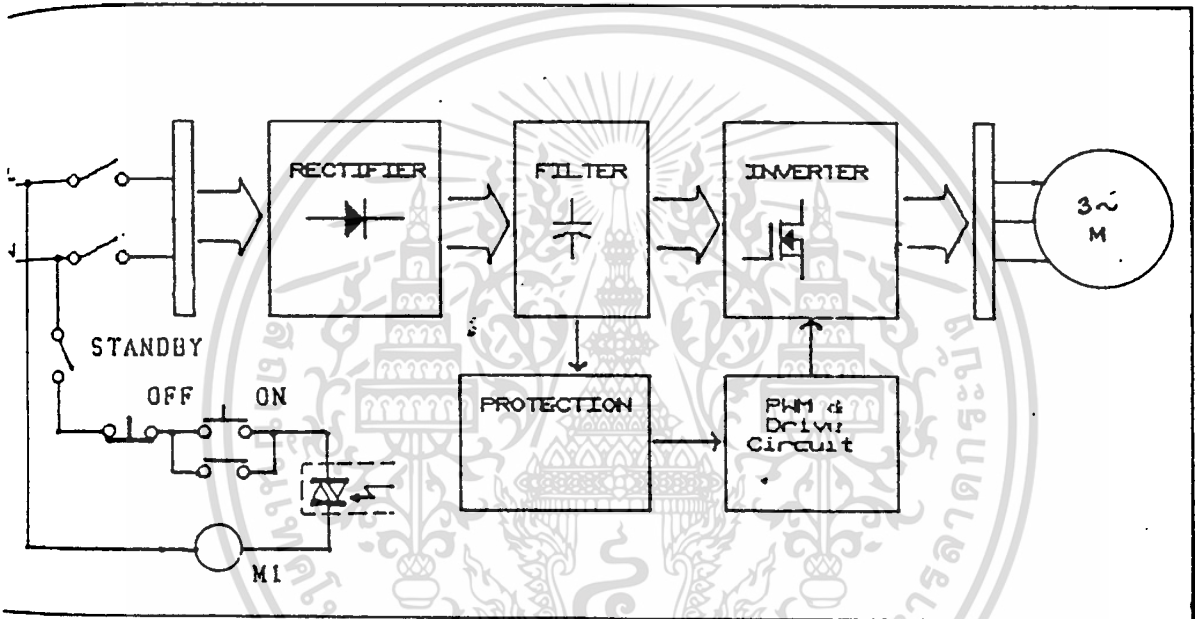 RECTIFIER
FILTER
INVERTER
3~
M
STANDBY
OFF
ON
PROTECTION
PWM &
Drive
Circuit
M1